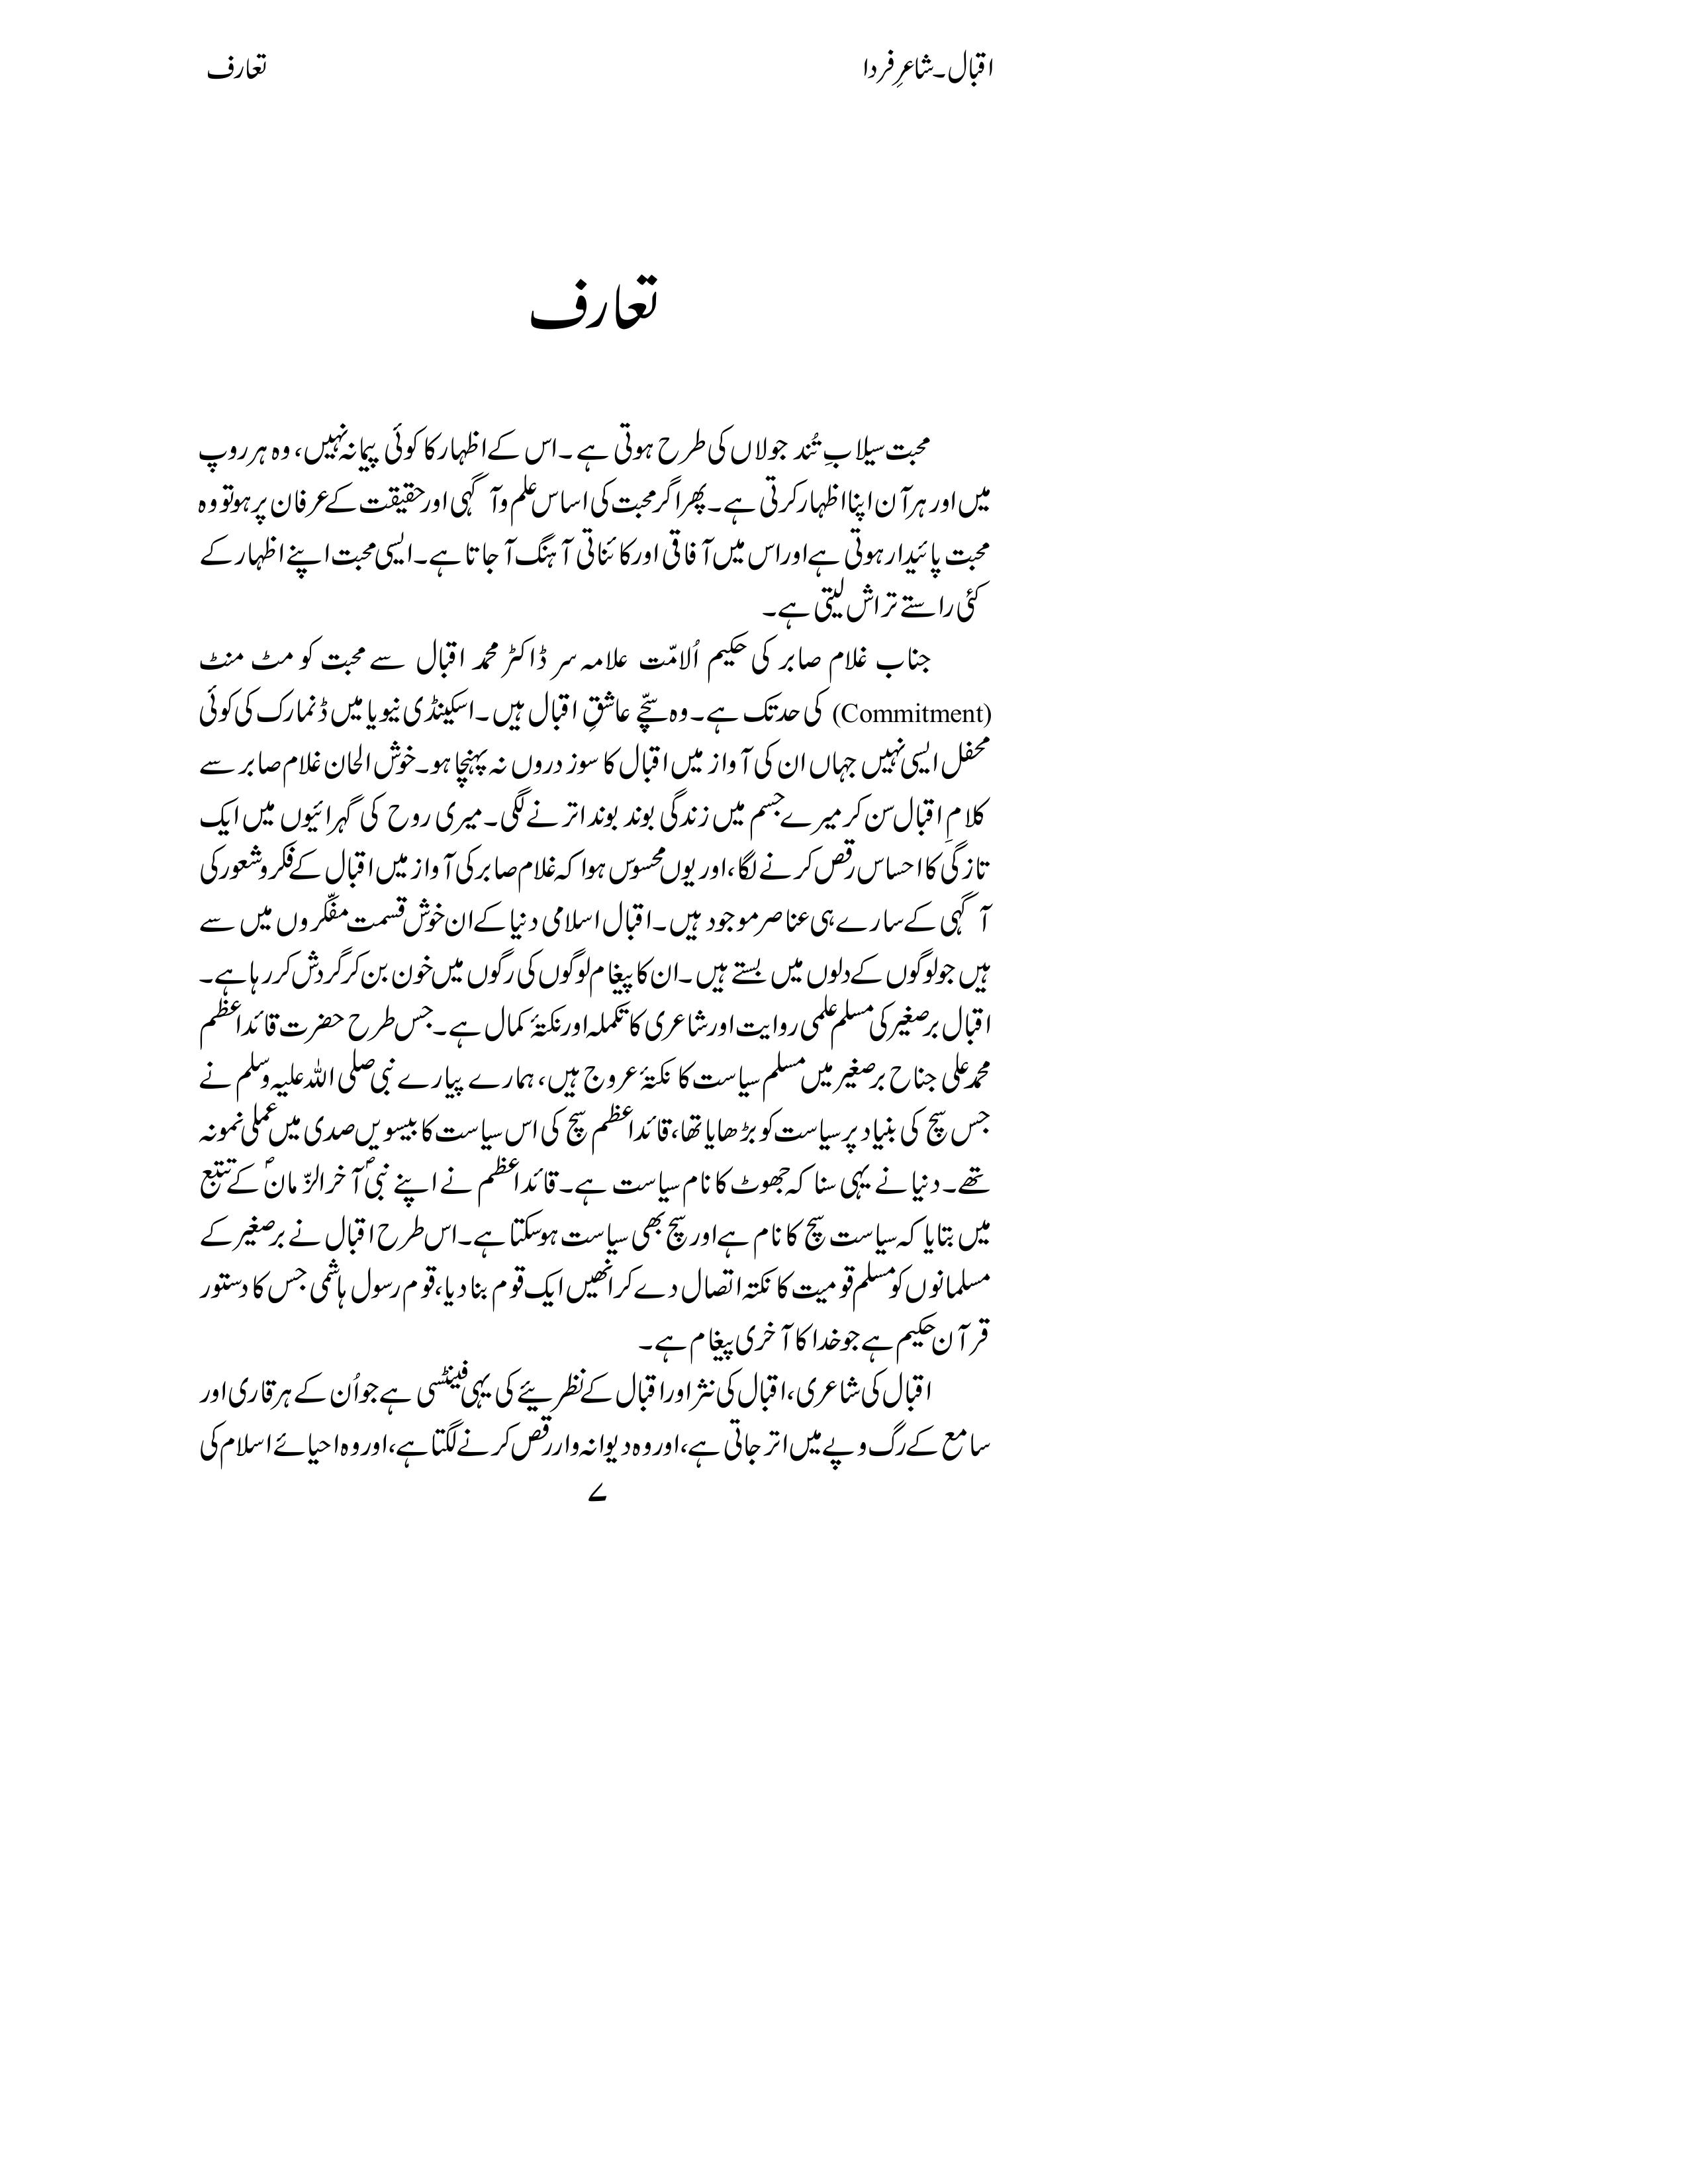 اقبال۔شاعرِ فردا
تعارف
تعارف
محبت سیلابِ تُند جولاں کی طرح ہوتی ہے۔اس کے اظہار کا کوئی پیمانہ نہیں، وہ ہر روپ
میں اور ہر آن اپنا اظہار کرتی ہے۔ پھر اگر محبت کی اساس علم و آگہی اور حقیقت کے عرفان پر ہو تو وہ
محبت پائیدار ہوتی ہے اور اس میں آفاقی اور کائناتی آہنگ آ جاتا ہے۔ ایسی محبت اپنے اظہار کے
کئی راستے تراش لیتی ہے۔
جناب غلام صابر کی حکیم اُلامّت علامہ سر ڈاکٹر محمد اقبال سے محبت کو مٹ منٹ
(Commitment) کی حد تک ہے۔ وہ سچّے عاشقِ اقبال ہیں۔ اسکینڈی نیویا میں ڈنمارک کی کوئی
محفل ایسی نہیں جہاں ان کی آواز میں اقبال کا سوز دروں نہ پہنچا ہو۔ خوش الحان غلام صابر سے
کلامِ اقبال سن کر میرے جسم میں زندگی بوند بوند اترنے لگی۔ میری روح کی گہرائیوں میں ایک
تازگی کا احساس رقص کرنے لگا، اور یوں محسوس ہوا کہ غلام صابر کی آواز میں اقبال کے فکر و شعور کی
آگہی کے سارے ہی عناصر موجود ہیں۔ اقبال اسلامی دنیا کے ان خوش قسمت مفکّروں میں سے
ہیں جو لوگوں کے دلوں میں بستے ہیں۔ ان کا پیغام لوگوں کی رگوں میں خون بن کر گردش کر رہا ہے۔
اقبال برصغیر کی مسلم علمی روایت اور شاعری کا تکملہ اور نکتۂ کمال ہے۔ جس طرح حضرت قائداعظم
محمد علی جناح برصغیر میں مسلم سیاست کا نکتۂ عروج ہیں، ہمارے پیارے نبی صلی اللہ علیہ وسلم نے
جس سچ کی بنیاد پر سیاست کو بڑھایا تھا، قائداعظم سچ کی اس سیاست کا بیسویں صدی میں عملی نمونہ
تھے۔ دنیا نے یہی سنا کہ جھوٹ کا نام سیاست ہے۔ قائداعظم نے اپنے نبیؐ آخر الزّمانؐ کے تتبع
میں بتایا کہ سیاست سچ کا نام ہے اور سچ بھی سیاست ہو سکتا ہے۔ اس طرح اقبال نے برصغیر کے
مسلمانوں کو مسلم قومیت کا نکتہ اتصال دے کر انھیں ایک قوم بنا دیا، قوم رسول ہاشمی جس کا دستور
قرآن حکیم ہے جو خدا کا آخری پیغام ہے۔
اقبال کی شاعری، اقبال کی نثر اور اقبال کے نظریئے کی یہی فینٹسی ہے جو اُن کے ہر قاری اور
سامع کے رگ و پے میں اتر جاتی ہے، اور وہ دیوانہ وار رقص کرنے لگتا ہے، اور وہ احیائے اسلام کی
۷